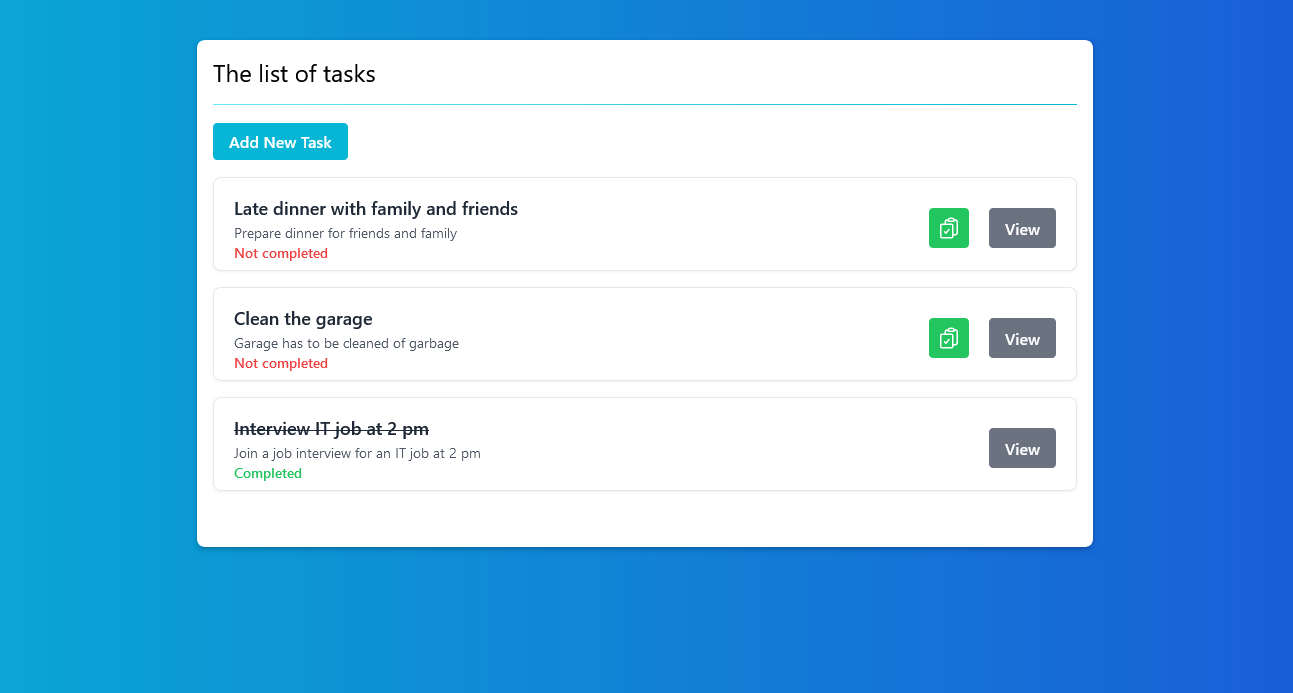 The list of tasks
Add New Task
Late dinner with family and friends
Prepare dinner for friends and family
Not completed
View
Clean the garage
Garage has to be cleaned of garbage
Not completed
View
Interview IT job at 2 pm
Join a job interview for an IT job at 2 pm
Completed
View